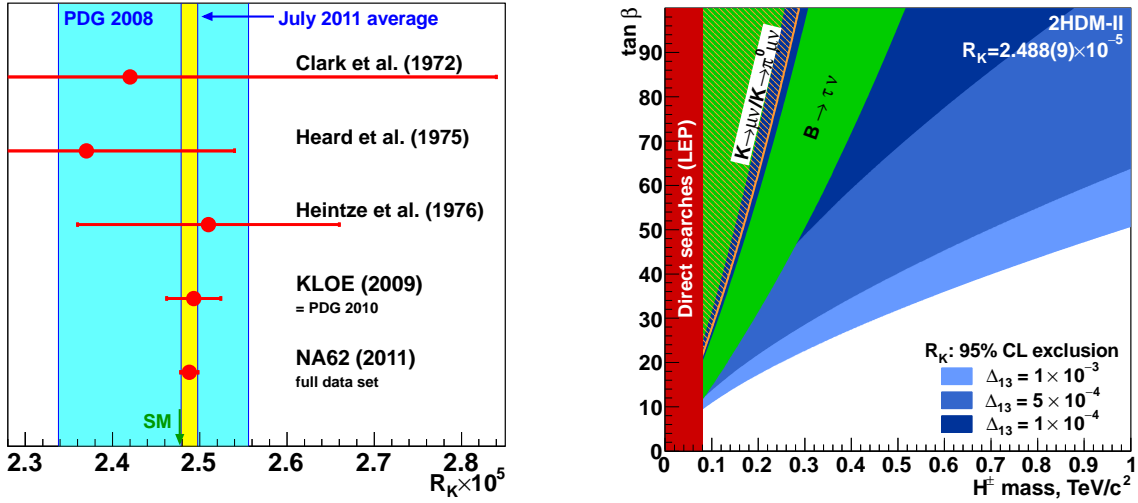 PDG 2008
July 2011 average
Clark et al. (1972)
Heard et al. (1975)
Heintze et al. (1976)
KLOE (2009)
= PDG 2010
NA62 (2011)
full data set
SM
2.3 2.4 2.5 2.6 2.7 2.8
R_K×10^5
tan β
90
80
70
60
50
40
30
20
10
0
Direct searches (LEP)
K→μν/K→π^0μν
B→τν
2HDM-II
R_K=2.488(9)×10^−5
R_K: 95% CL exclusion
Δ_13 = 1×10^−3
Δ_13 = 5×10^−4
Δ_13 = 1×10^−4
0 0.1 0.2 0.3 0.4 0.5 0.6 0.7 0.8 0.9 1
H^± mass, TeV/c^2